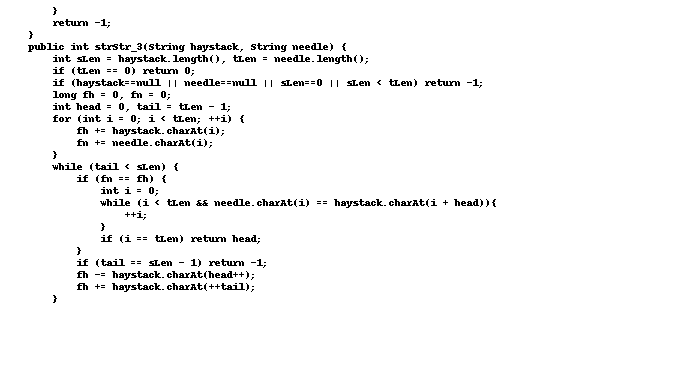 }
return -1;
}
public int strStr_3(String haystack, String needle) {
int sLen = haystack.length(), tLen = needle.length();
if (tLen == 0) return 0;
if (haystack==null || needle==null || sLen==0 || sLen < tLen) return -1;
long fh = 0, fn = 0;
int head = 0, tail = tLen - 1;
for (int i = 0; i < tLen; ++i) {
fh += haystack.charAt(i);
fn += needle.charAt(i);
}
while (tail < sLen) {
if (fn == fh) {
int i = 0;
while (i < tLen && needle.charAt(i) == haystack.charAt(i + head)){
++i;
}
if (i == tLen) return head;
}
if (tail == sLen - 1) return -1;
fh -= haystack.charAt(head++);
fh += haystack.charAt(++tail);
}